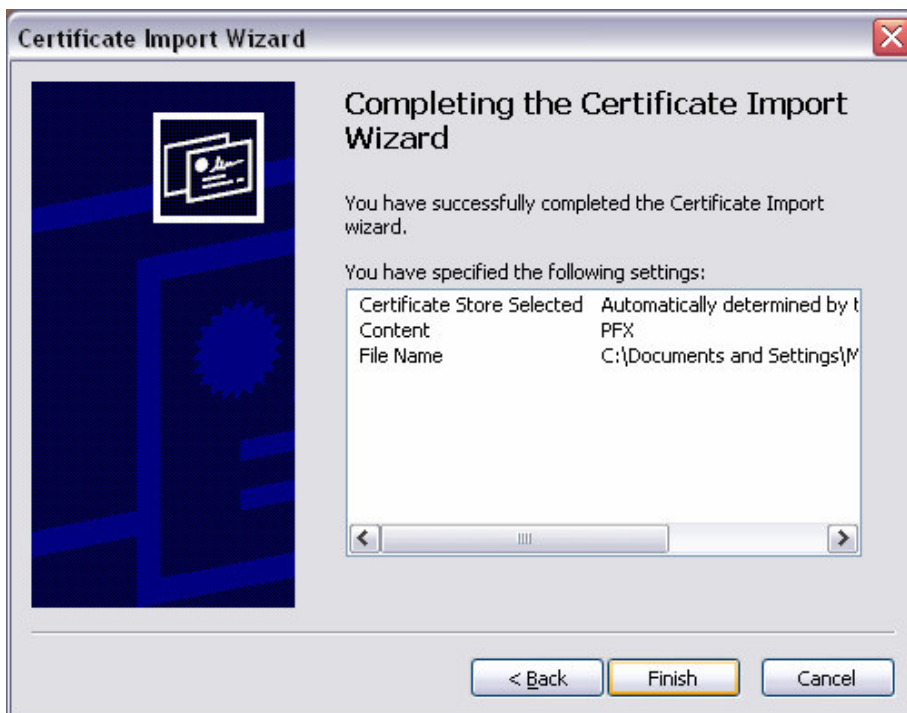 Certificate Import Wizard
Completing the Certificate Import
Wizard
You have successfully completed the Certificate Import
wizard.
You have specified the following settings:
Certificate Store Selected Automatically determined by t
Content PFX
File Name C:\Documents and Settings\M
< Back Finish Cancel